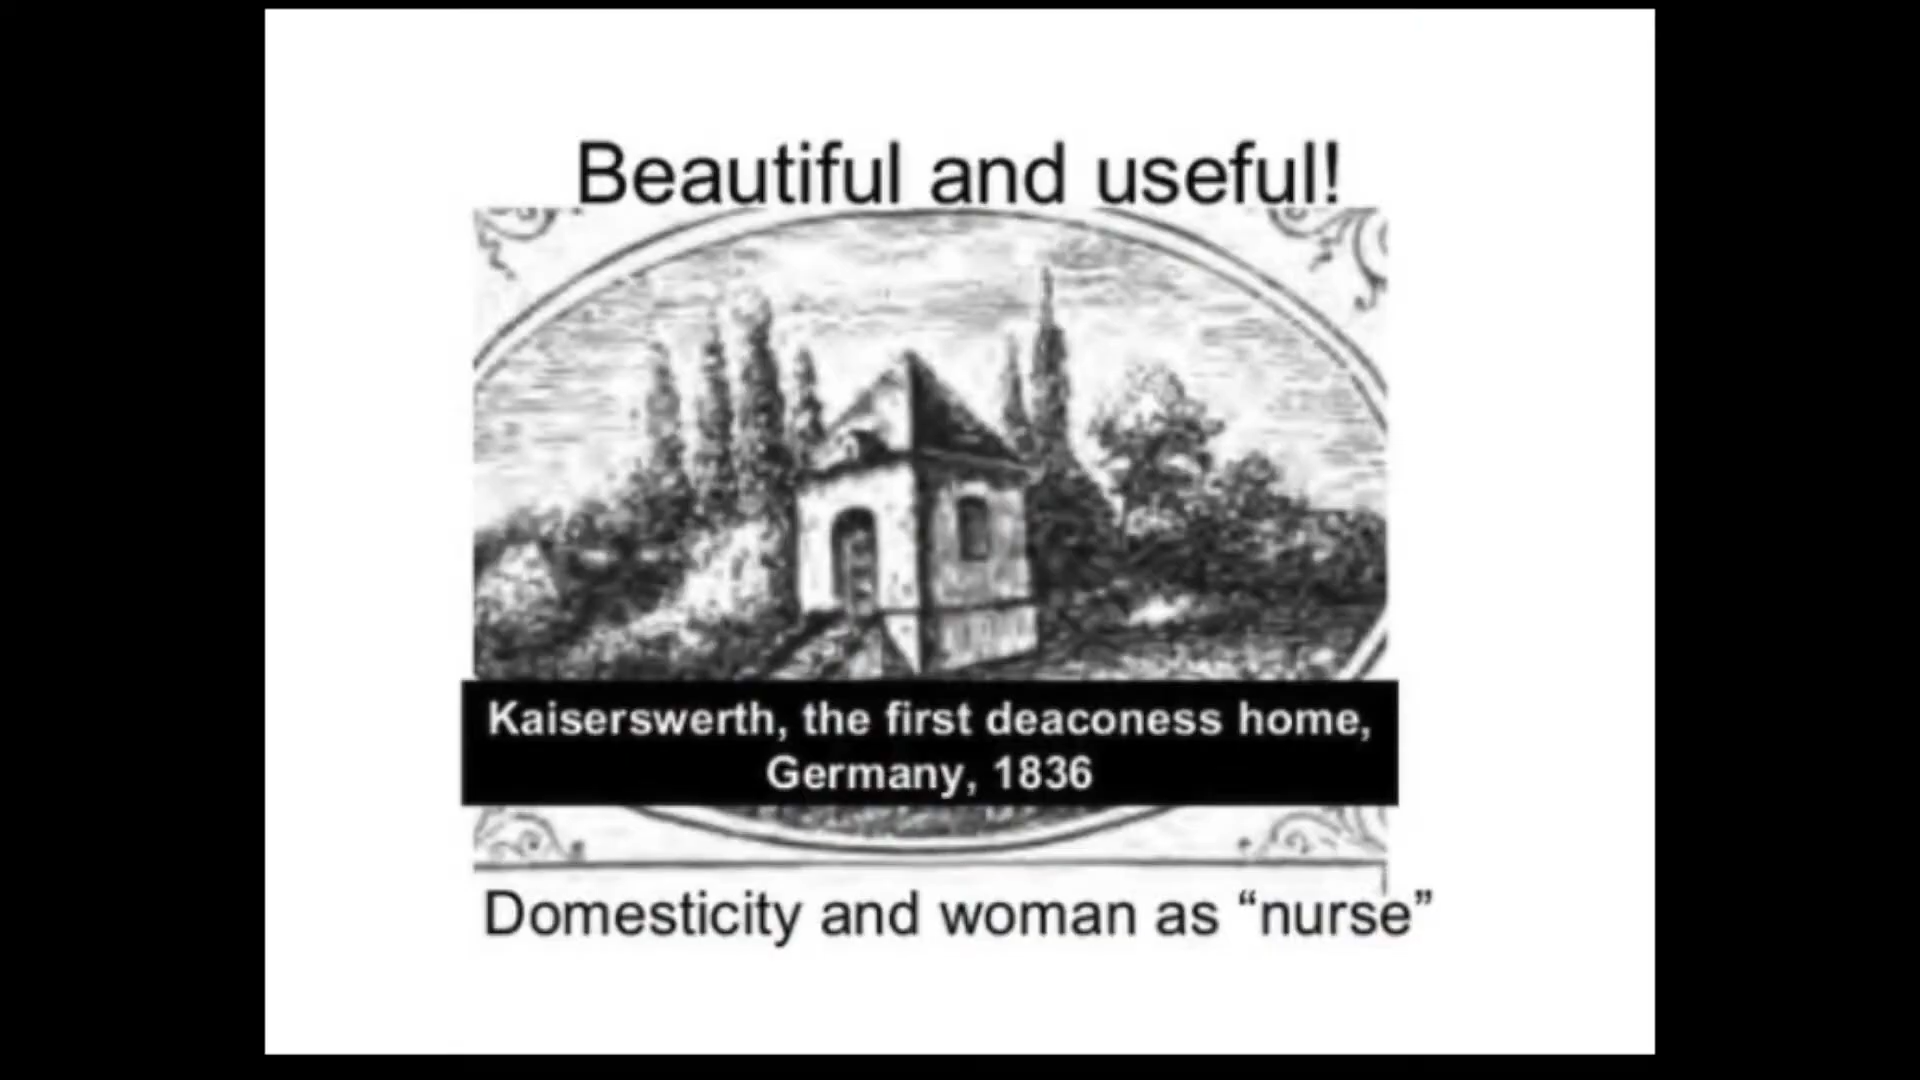 Beautiful and useful!
Kaiserswerth, the first deaconess home,
Germany, 1836
Domesticity and woman as “nurse”